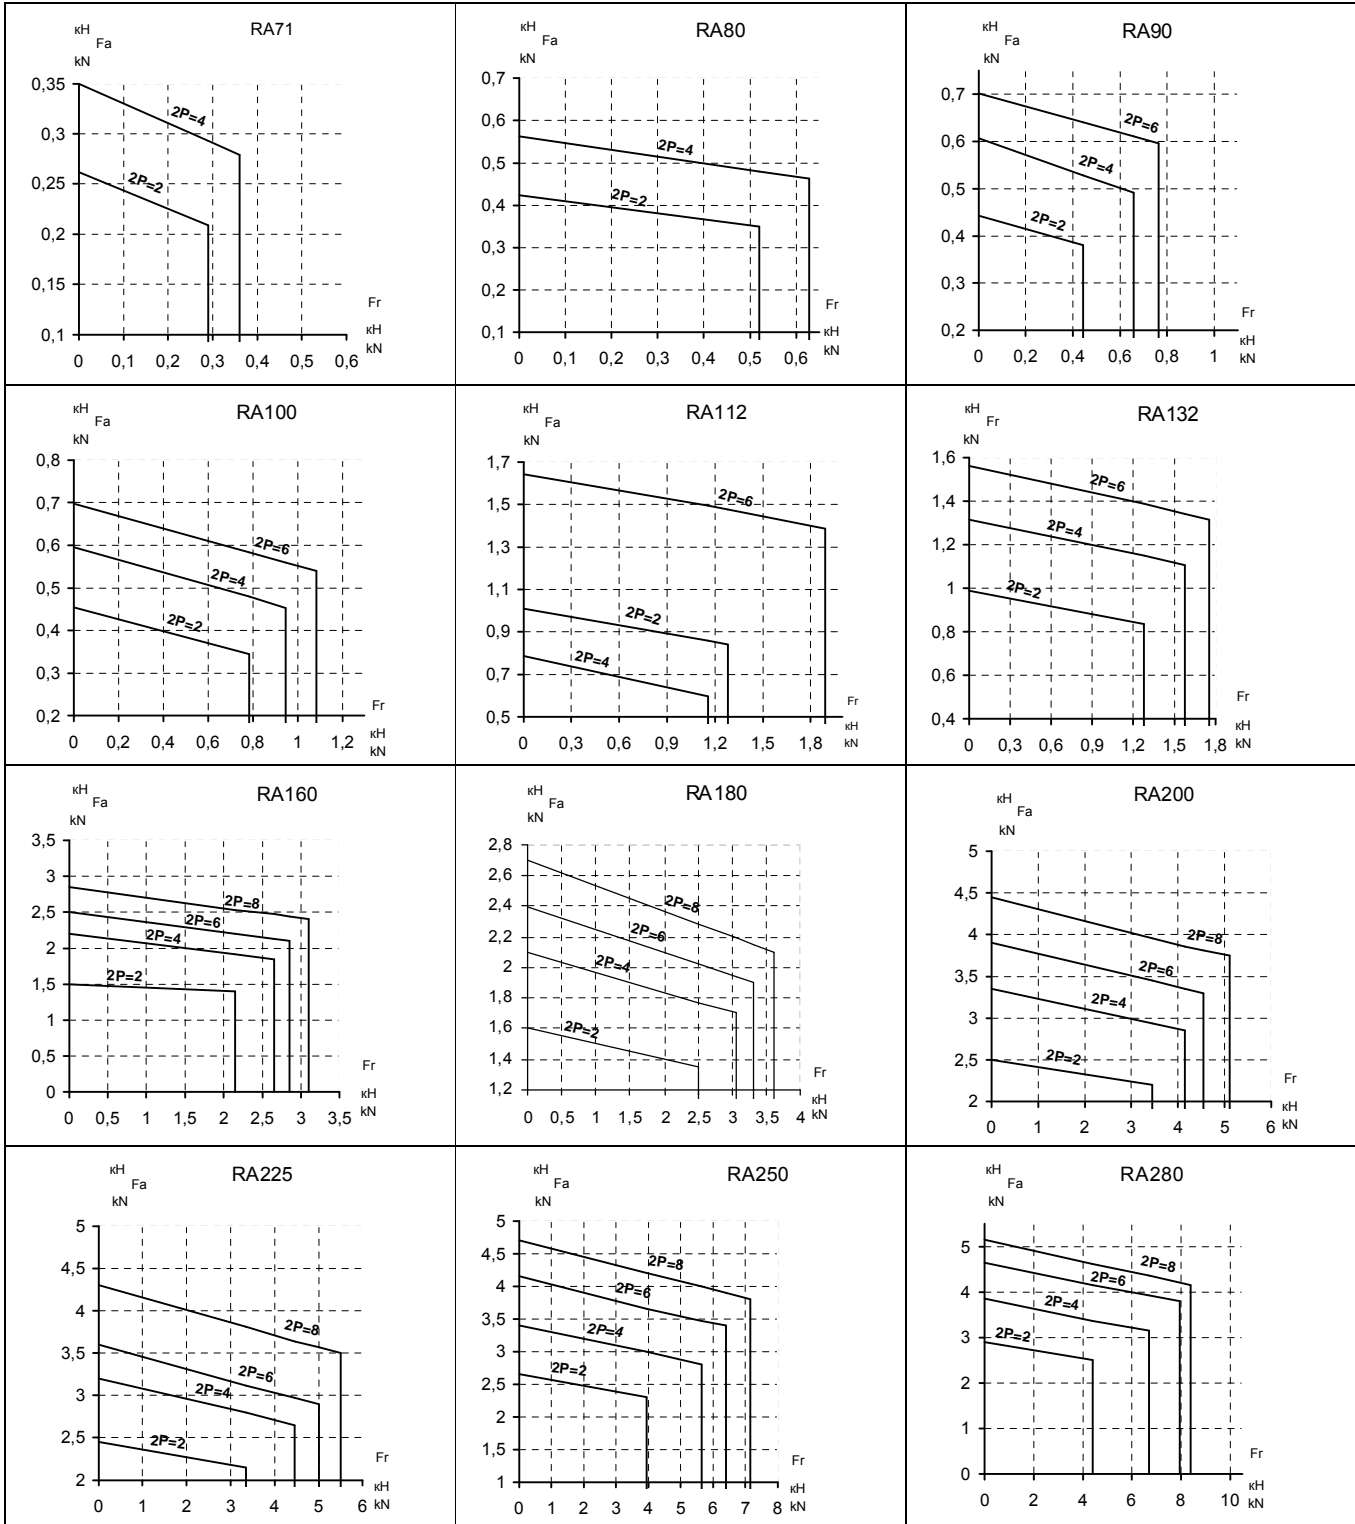 кН Fa RA71
kN
0,35
2P=4
0,3
0,25
2P=2
0,2
0,15
Fr
0,1
кН
0 0,1 0,2 0,3 0,4 0,5 0,6 kN
кН Fa RA80
kN
0,7
0,6
2P=4
0,5
2P=2
0,4
0,3
0,2
Fr
0,1
кН
0 0,1 0,2 0,3 0,4 0,5 0,6 kN
кН Fa RA90
kN
0,7
2P=6
0,6
2P=4
0,5
2P=2
0,4
0,3
Fr
0,2
кН
0 0,2 0,4 0,6 0,8 1 kN
кН Fa RA100
kN
0,8
0,7
0,6
2P=6
2P=4
0,5
2P=2
0,4
0,3
Fr
0,2
кН
0 0,2 0,4 0,6 0,8 1 1,2 kN
кН Fa RA112
kN
1,7
2P=6
1,5
1,3
1,1
2P=2
0,9
2P=4
0,7
Fr
0,5
кН
0 0,3 0,6 0,9 1,2 1,5 1,8 kN
кН Fr RA132
kN
1,6
2P=6
1,4
2P=4
1,2
1
2P=2
0,8
0,6
Fr
0,4
кН
0 0,3 0,6 0,9 1,2 1,5 1,8 kN
кН Fa RA160
kN
3,5
3
2P=8
2,5
2P=6
2P=4
2
2P=2
1,5
1
0,5
Fr
0
кН
0 0,5 1 1,5 2 2,5 3 3,5 kN
кН Fa RA180
kN
2,8
2,6
2P=8
2,4
2P=6
2,2
2P=4
2
1,8
1,6
2P=2
1,4
Fr
1,2
кН
0 0,5 1 1,5 2 2,5 3 3,5 4 kN
кН Fa RA200
kN
5
4,5
2P=8
4
2P=6
3,5
2P=4
3
2P=2
2,5
Fr
2
кН
0 1 2 3 4 5 6 kN
кН Fa RA225
kN
5
4,5
4
2P=8
3,5
2P=6
2P=4
3
2,5
2P=2
Fr
2
кН
0 1 2 3 4 5 6 kN
кН Fa RA250
kN
5
4,5
2P=8
4
2P=6
3,5
2P=4
3
2P=2
2,5
2
1,5
Fr
1
кН
0 1 2 3 4 5 6 7 8 kN
кН Fa RA280
kN
5
2P=8
2P=6
4
2P=4
3
2P=2
2
1
Fr
0
кН
0 2 4 6 8 10 kN